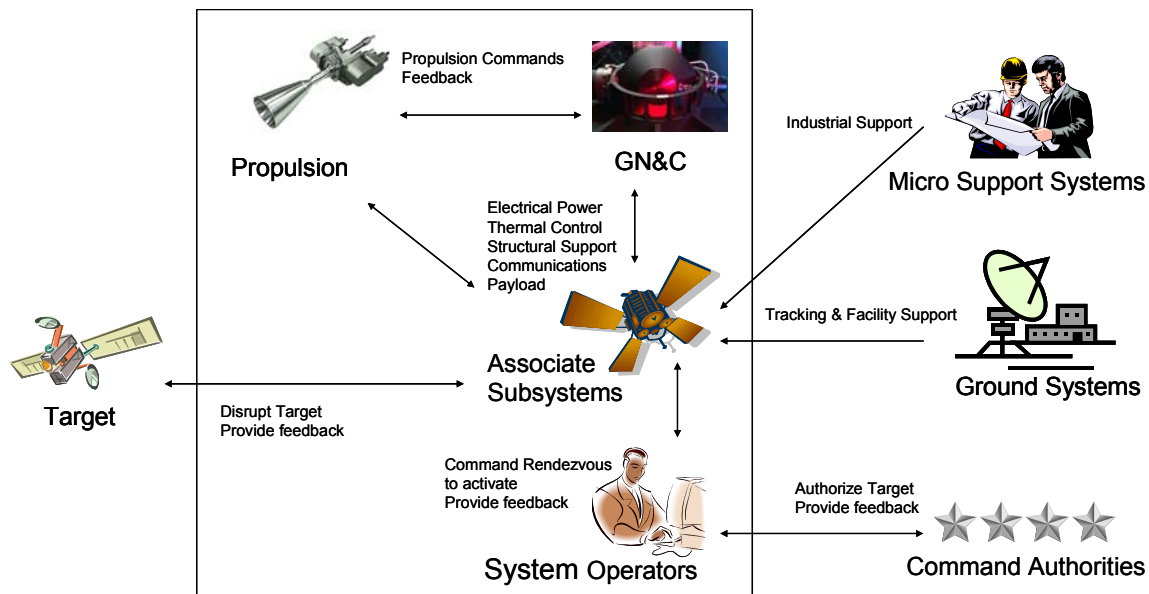 Propulsion Commands
Feedback
Propulsion
GN&C
Industrial Support
Micro Support Systems
Electrical Power
Thermal Control
Structural Support
Communications
Payload
Tracking & Facility Support
Ground Systems
Associate
Subsystems
Target
Disrupt Target
Provide feedback
Command Rendezvous
to activate
Provide feedback
System Operators
Authorize Target
Provide feedback
Command Authorities